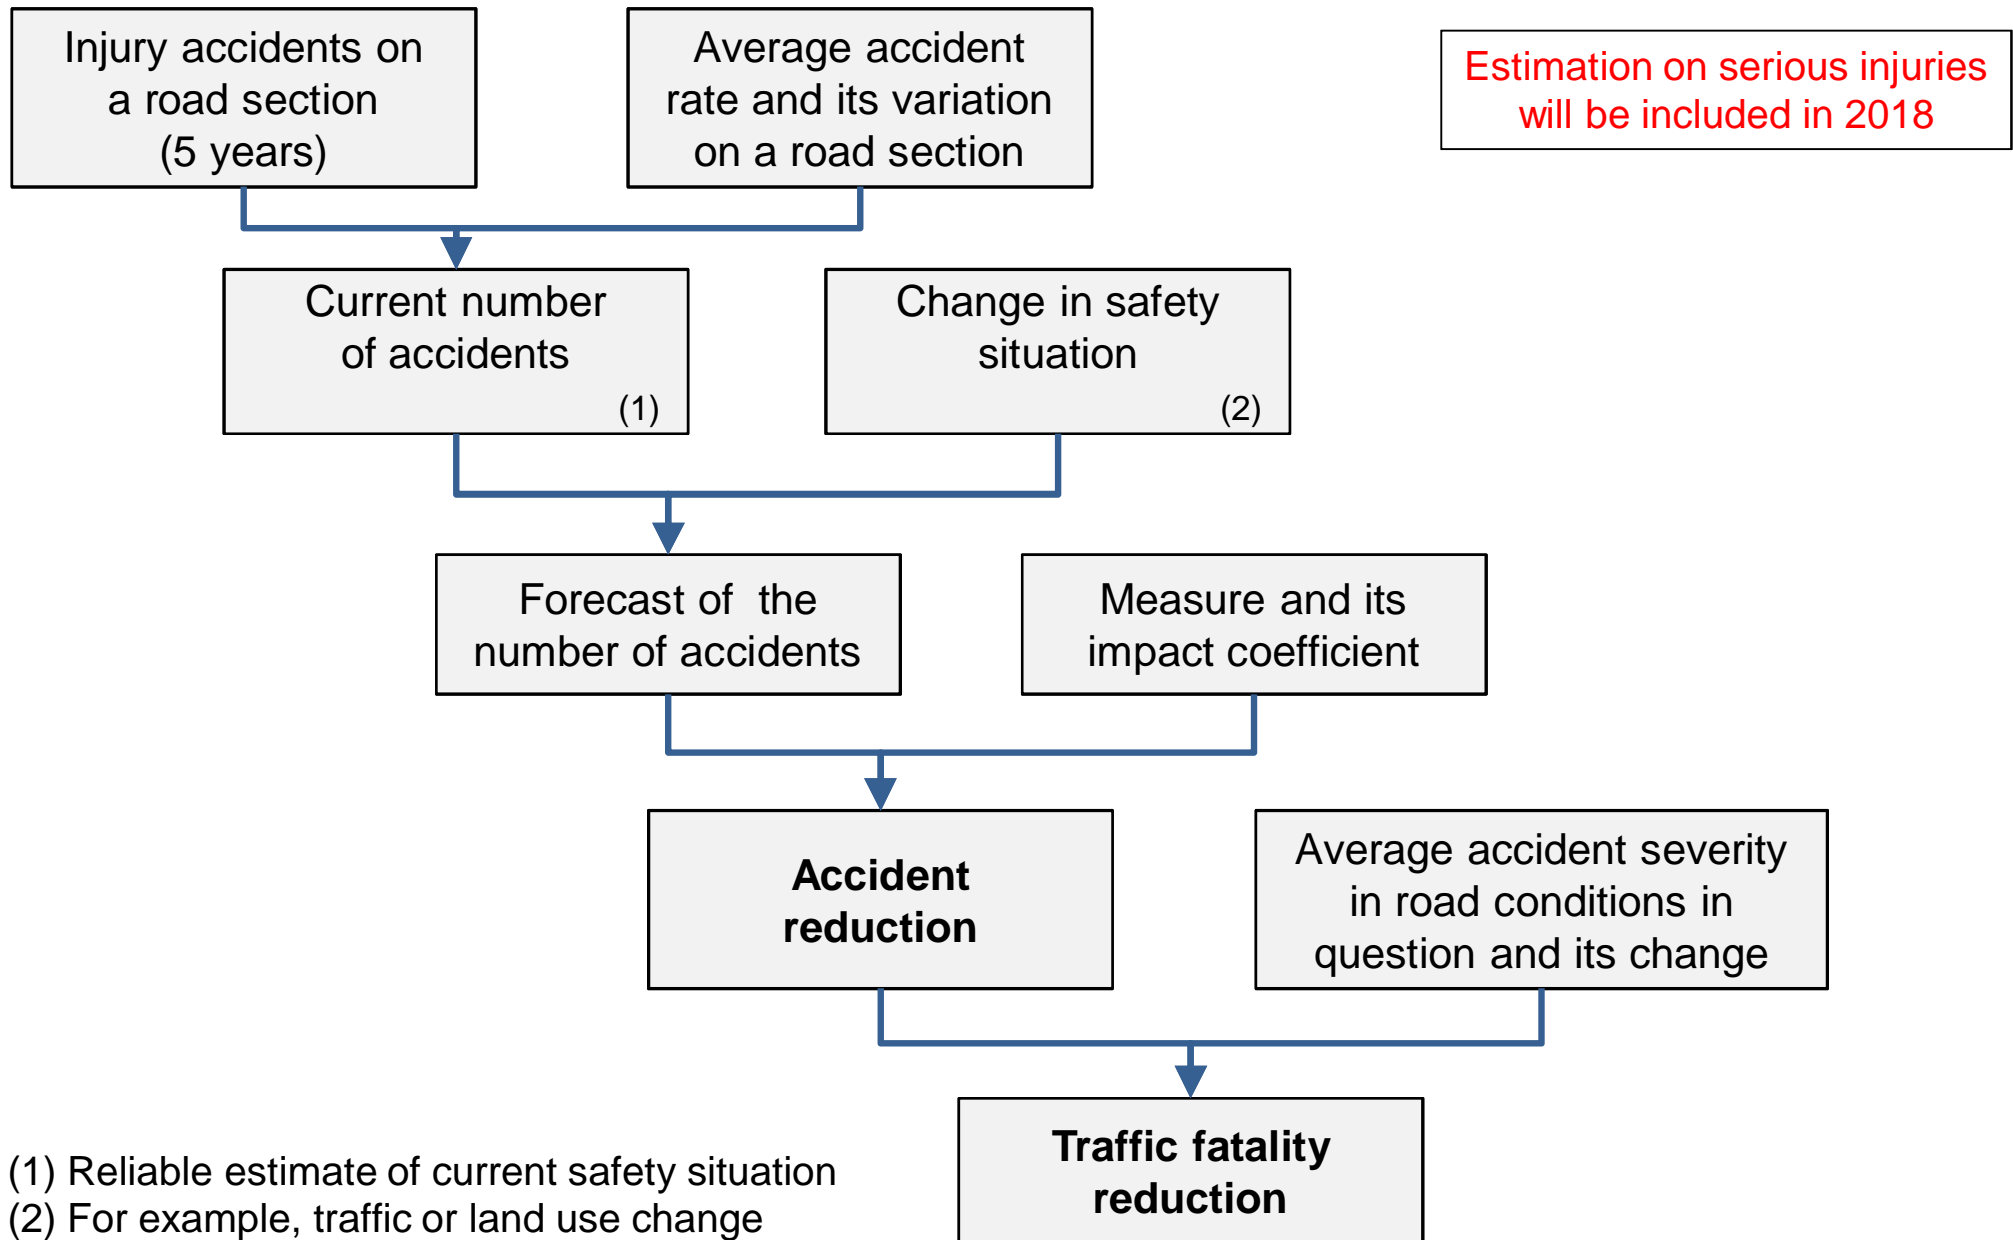 Injury accidents on
a road section
(5 years)
Average accident
rate and its variation
on a road section
Estimation on serious injuries
will be included in 2018
Current number
of accidents
(1)
Change in safety
situation
(2)
Forecast of  the
number of accidents
Measure and its
impact coefficient
Accident
reduction
Average accident severity
in road conditions in
question and its change
Traffic fatality
reduction
(1) Reliable estimate of current safety situation
(2) For example, traffic or land use change